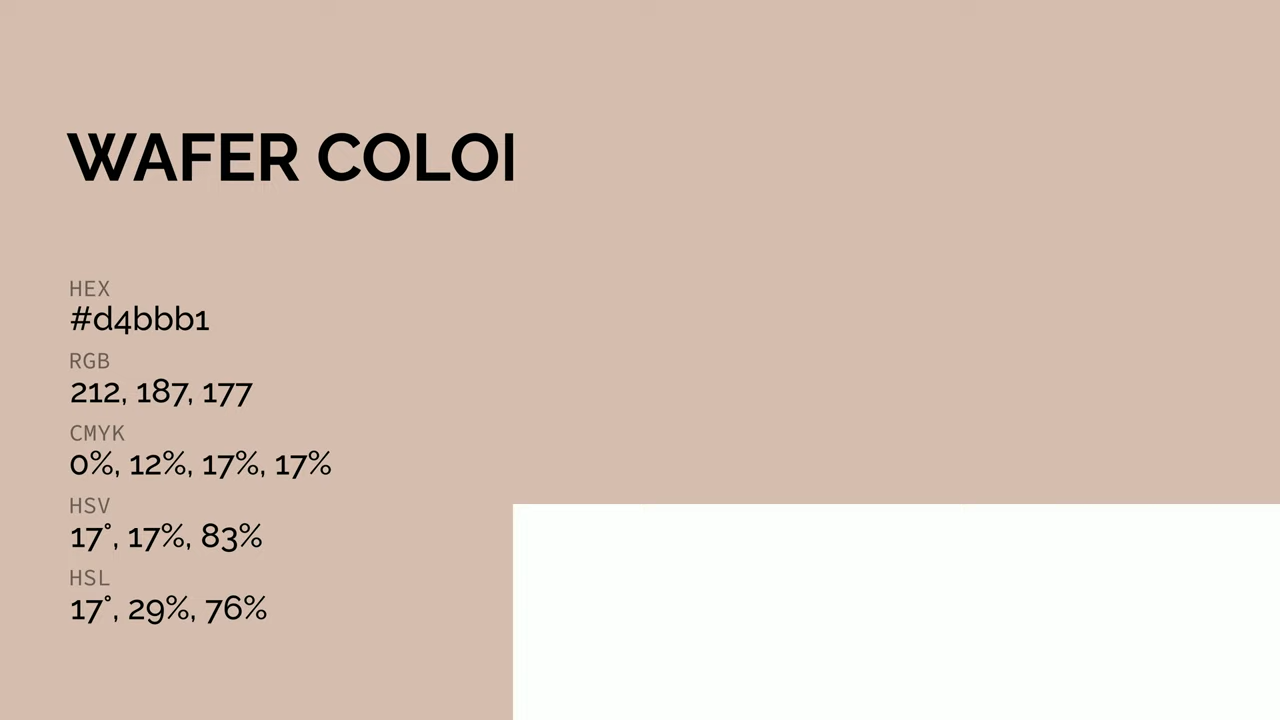 WAFER COLOI
HEX
#d4bbb1
RGB
212, 187, 177
CMYK
0%, 12%, 17%, 17%
HSV
17°, 17%, 83%
HSL
17°, 29%, 76%